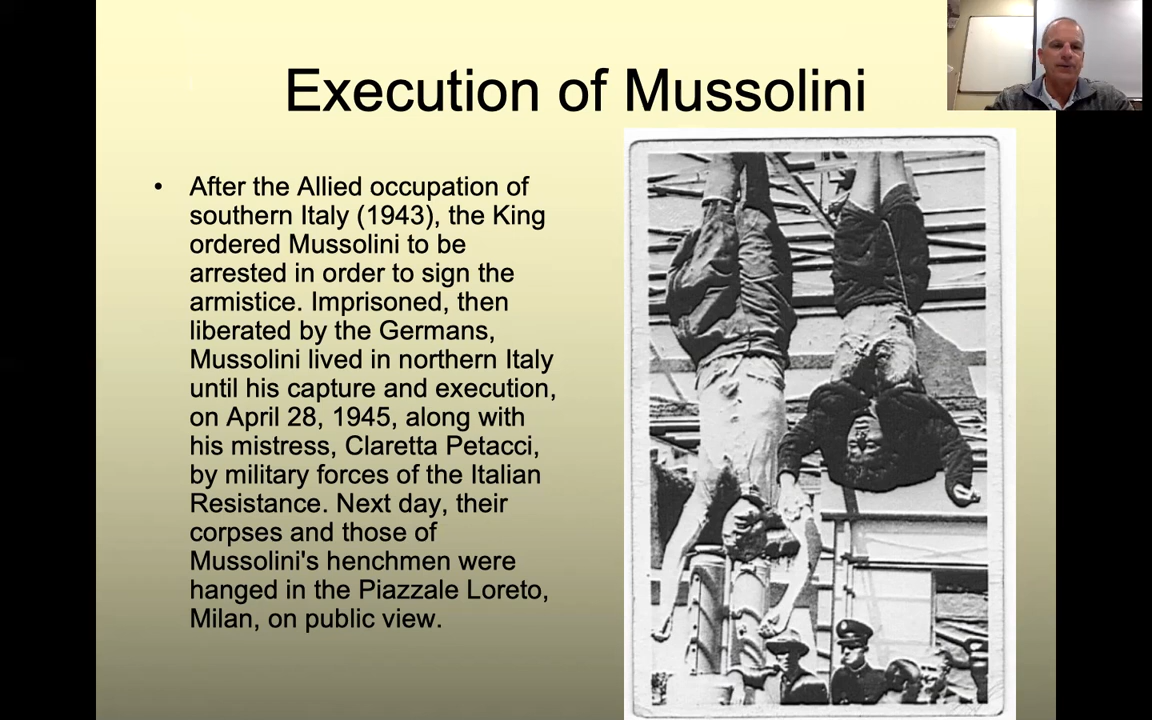 Execution of Mussolini
• After the Allied occupation of
southern Italy (1943), the King
ordered Mussolini to be
arrested in order to sign the
armistice. Imprisoned, then
liberated by the Germans,
Mussolini lived in northern Italy
until his capture and execution,
on April 28, 1945, along with
his mistress, Claretta Petacci,
by military forces of the Italian
Resistance. Next day, their
corpses and those of
Mussolini's henchmen were
hanged in the Piazzale Loreto,
Milan, on public view.